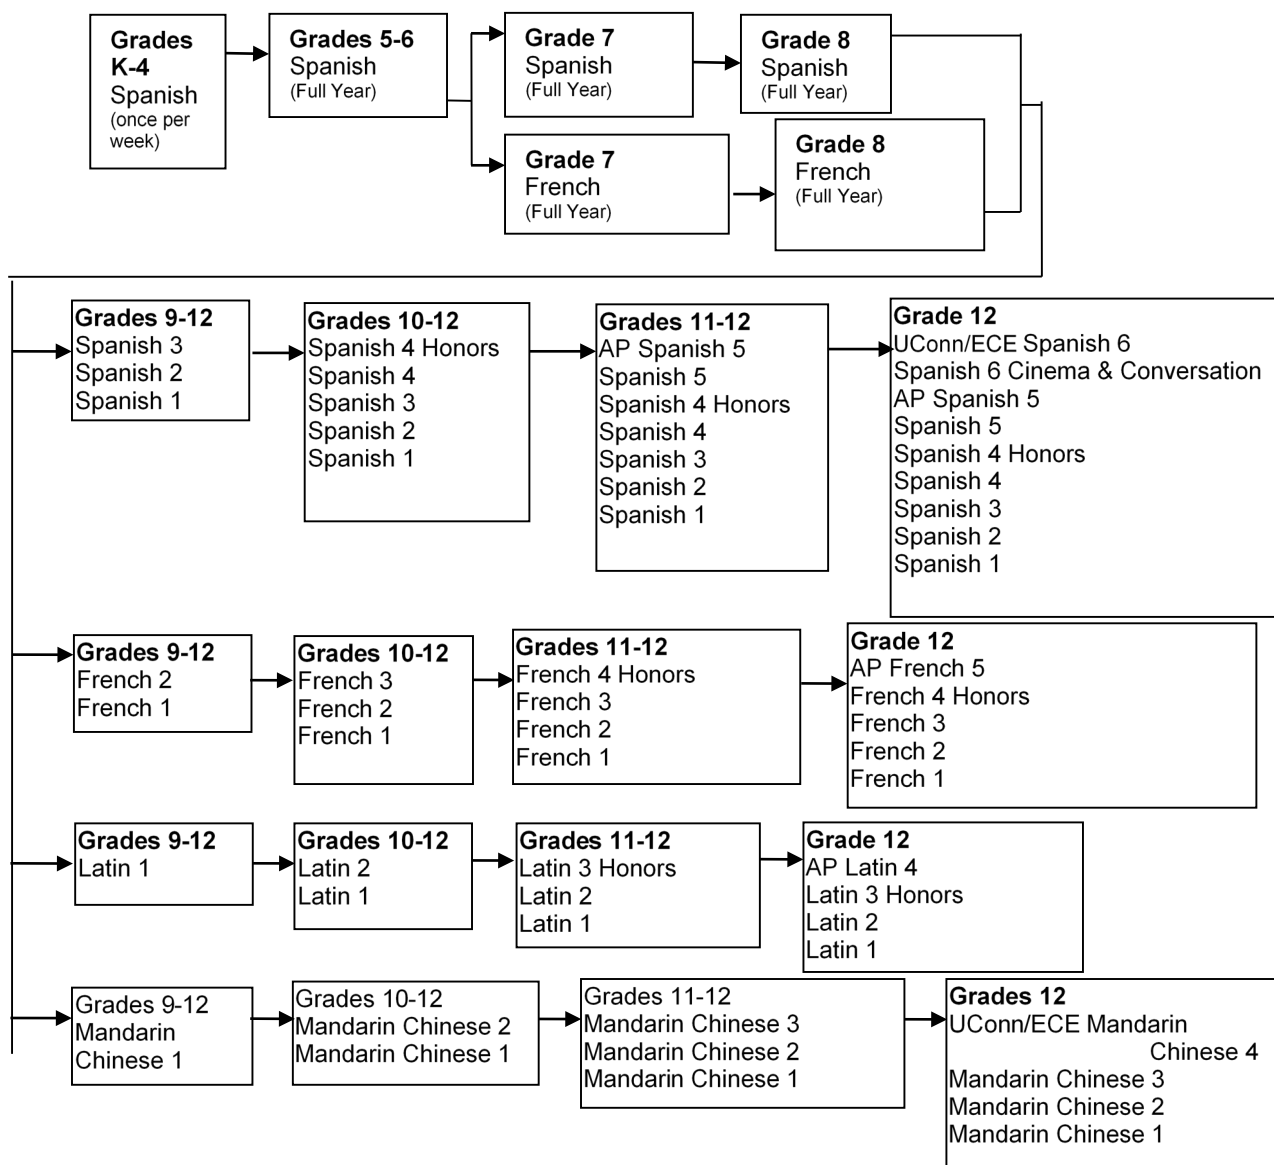 Grades
K-4
Spanish
(once per
week)
Grades 5-6
Spanish
(Full Year)
Grade 7
Spanish
(Full Year)
Grade 8
Spanish
(Full Year)
Grade 7
French
(Full Year)
Grade 8
French
(Full Year)
Grades 9-12
Spanish 3
Spanish 2
Spanish 1
Grades 10-12
Spanish 4 Honors
Spanish 4
Spanish 3
Spanish 2
Spanish 1
Grades 11-12
AP Spanish 5
Spanish 5
Spanish 4 Honors
Spanish 4
Spanish 3
Spanish 2
Spanish 1
Grade 12
UConn/ECE Spanish 6
Spanish 6 Cinema & Conversation
AP Spanish 5
Spanish 5
Spanish 4 Honors
Spanish 4
Spanish 3
Spanish 2
Spanish 1
Grades 9-12
French 2
French 1
Grades 10-12
French 3
French 2
French 1
Grades 11-12
French 4 Honors
French 3
French 2
French 1
Grade 12
AP French 5
French 4 Honors
French 3
French 2
French 1
Grades 9-12
Latin 1
Grades 10-12
Latin 2
Latin 1
Grades 11-12
Latin 3 Honors
Latin 2
Latin 1
Grade 12
AP Latin 4
Latin 3 Honors
Latin 2
Latin 1
Grades 9-12
Mandarin
Chinese 1
Grades 10-12
Mandarin Chinese 2
Mandarin Chinese 1
Grades 11-12
Mandarin Chinese 3
Mandarin Chinese 2
Mandarin Chinese 1
Grades 12
UConn/ECE Mandarin
Chinese 4
Mandarin Chinese 3
Mandarin Chinese 2
Mandarin Chinese 1